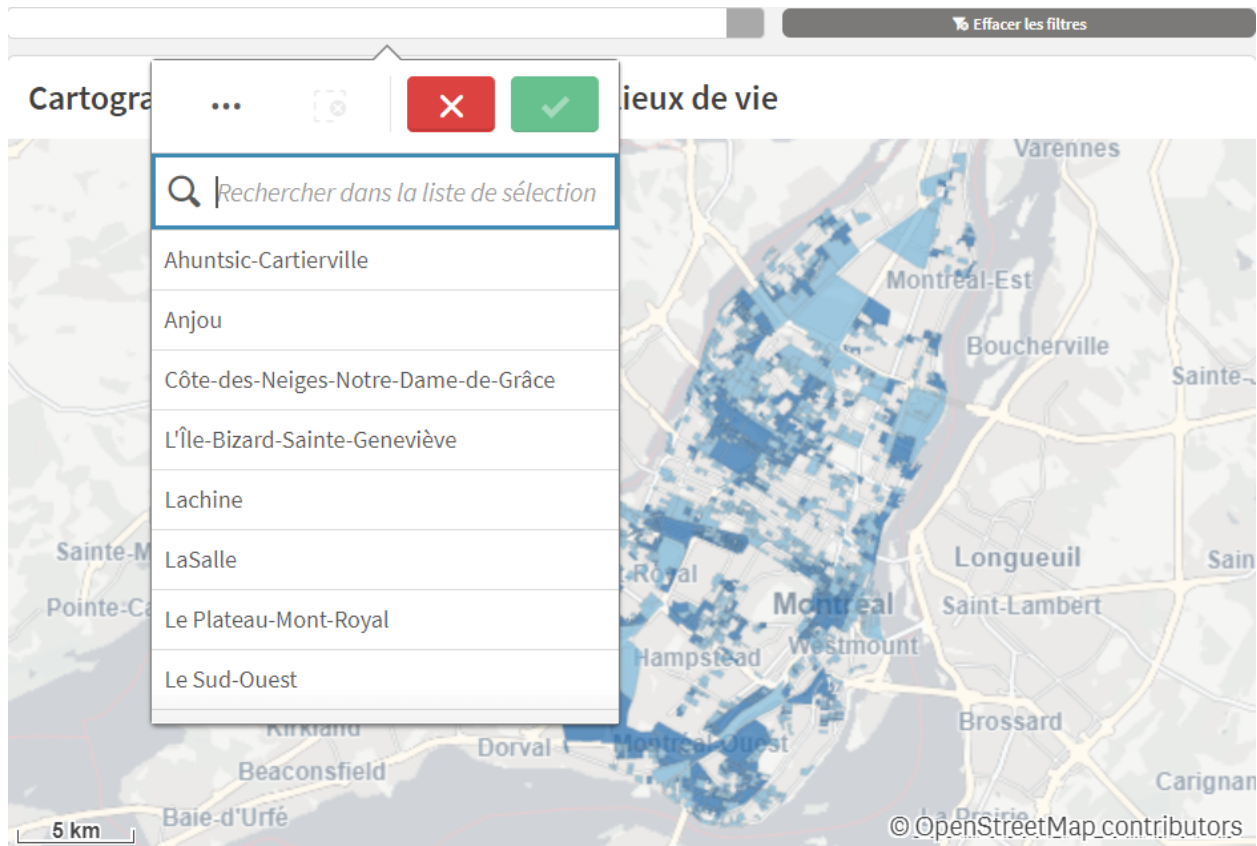 Effacer les filtres
Cartogra
lieux de vie
Rechercher dans la liste de sélection
Ahuntsic-Cartierville
Anjou
Côte-des-Neiges-Notre-Dame-de-Grâce
L'Île-Bizard-Sainte-Geneviève
Lachine
LaSalle
Le Plateau-Mont-Royal
Le Sud-Ouest
Varennes
Montréal-Est
Boucherville
Sainte-
Sainte-M
Longueuil
Sain
t-Royal
Pointe-Ca
Montréal
Saint-Lambert
Westmount
Hampstead
Kirkland
Brossard
Dorval
Montréal-Ouest
Beaconsfield
Carignan
Baie-d'Urfé
La Prairie
5 km
© OpenStreetMap contributors